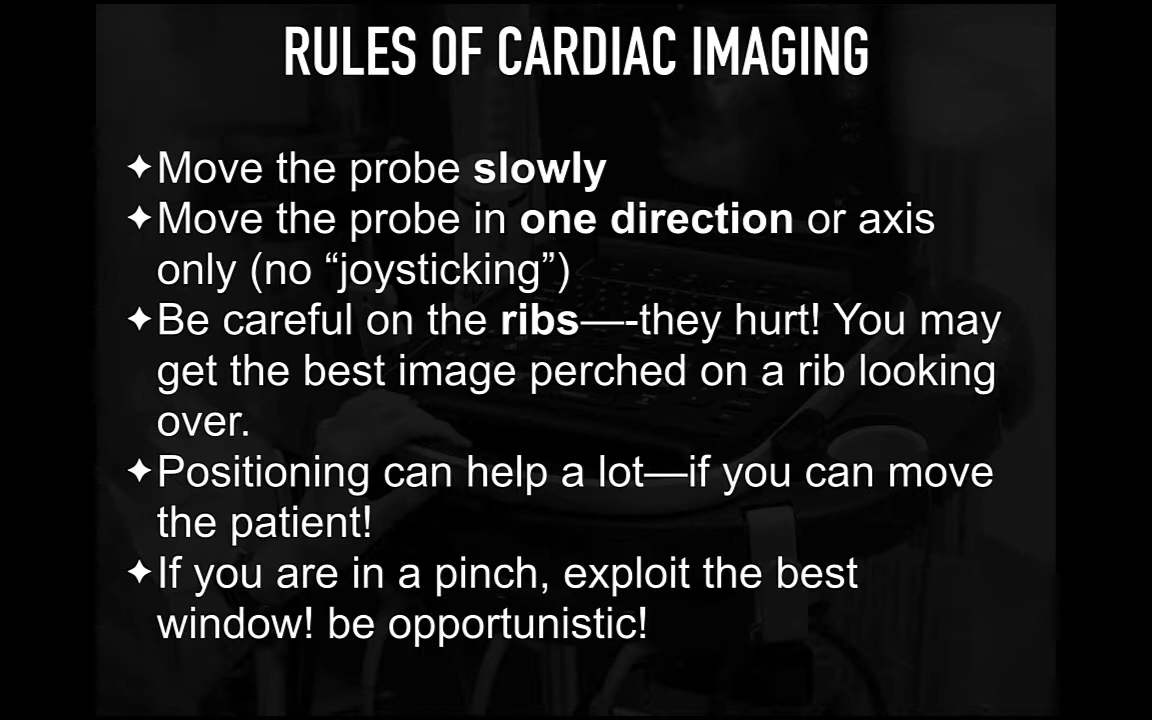 RULES OF CARDIAC IMAGING
✦Move the probe slowly
✦Move the probe in one direction or axis
only (no “joysticking”)
✦Be careful on the ribs—-they hurt! You may
get the best image perched on a rib looking
over.
✦Positioning can help a lot—if you can move
the patient!
✦If you are in a pinch, exploit the best
window! be opportunistic!